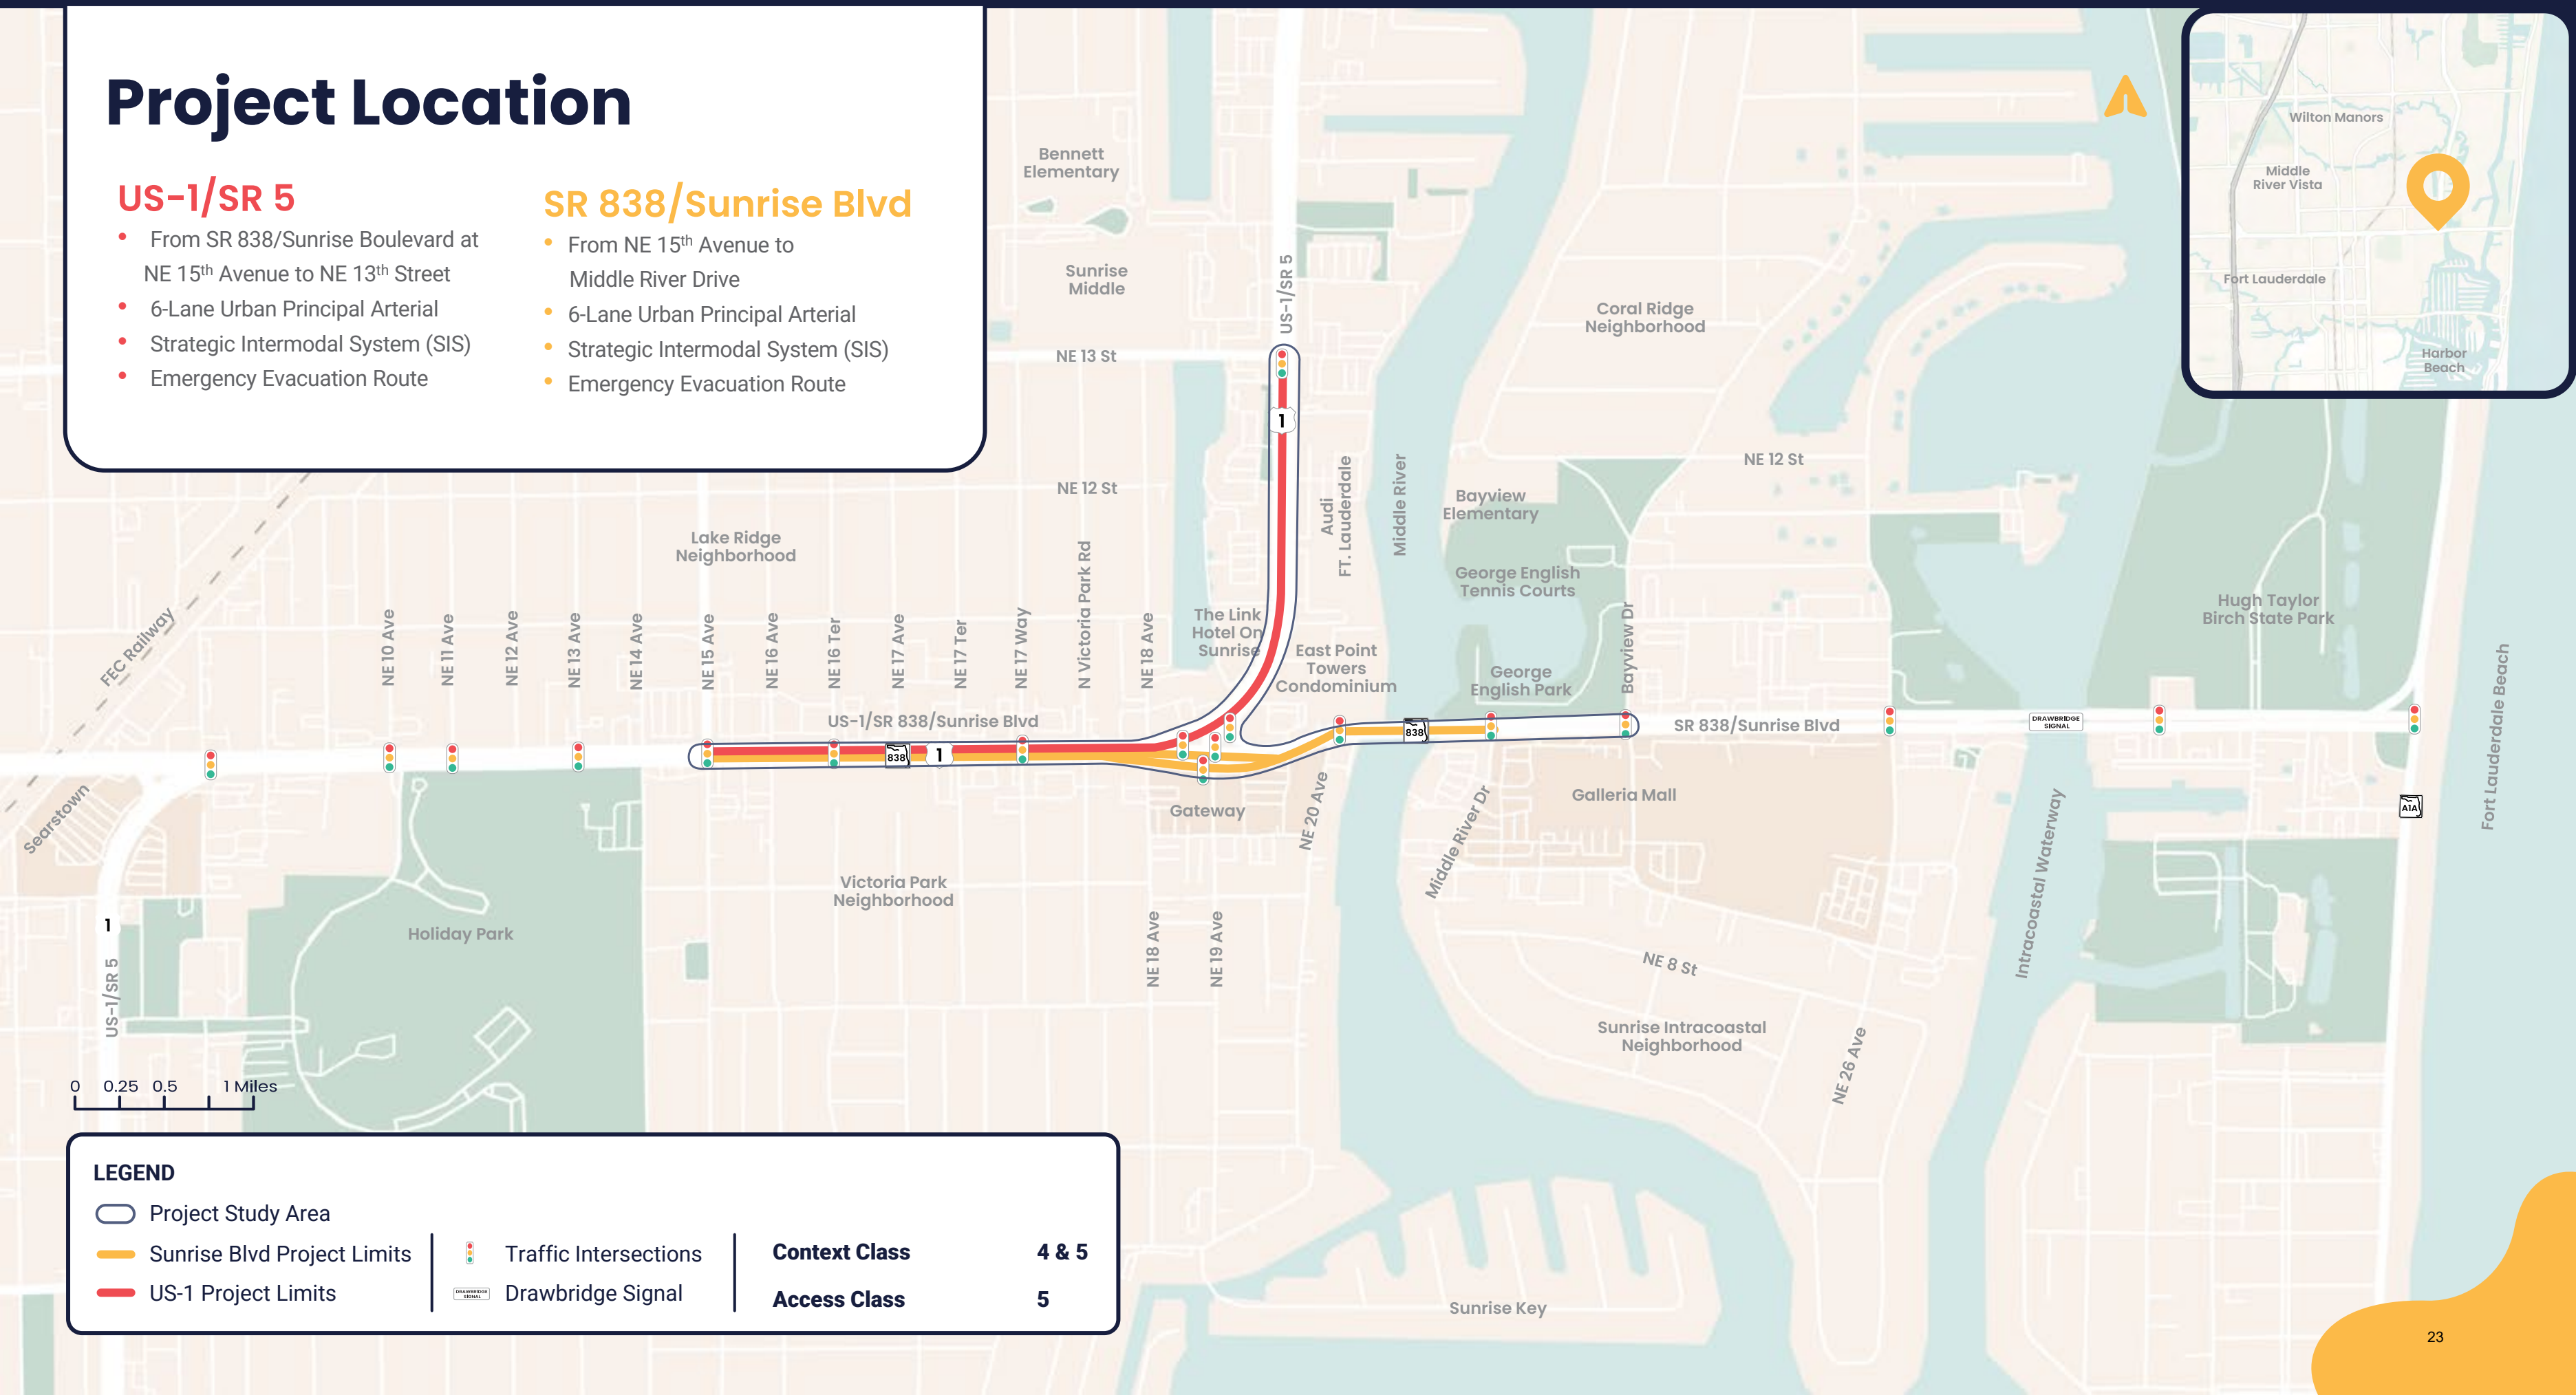 Project Location
US-1/SR 5
• From SR 838/Sunrise Boulevard at
NE 15th Avenue to NE 13th Street
• 6-Lane Urban Principal Arterial
• Strategic Intermodal System (SIS)
• Emergency Evacuation Route
SR 838/Sunrise Blvd
• From NE 15th Avenue to
Middle River Drive
• 6-Lane Urban Principal Arterial
• Strategic Intermodal System (SIS)
• Emergency Evacuation Route
Wilton Manors
Middle
River Vista
Fort Lauderdale
Harbor
Beach
Bennett
Elementary
Sunrise
Middle
US-1/SR 5
Coral Ridge
Neighborhood
NE 13 St
1
NE 12 St
NE 12 St
Audi
FT. Lauderdale
Middle River
Bayview
Elementary
Lake Ridge
Neighborhood
George English
Tennis Courts
Hugh Taylor
Birch State Park
FEC Railway
NE 10 Ave
NE 11 Ave
NE 12 Ave
NE 13 Ave
NE 14 Ave
NE 15 Ave
NE 16 Ave
NE 16 Ter
NE 17 Ave
NE 17 Ter
NE 17 Way
N Victoria Park Rd
NE 18 Ave
The Link
Hotel On
Sunrise
East Point
Towers
Condominium
George
English Park
Bayview Dr
US-1/SR 838/Sunrise Blvd
SR 838/Sunrise Blvd
DRAWBRIDGE
SIGNAL
838
1
838
Fort Lauderdale Beach
A1A
Searstown
Gateway
NE 20 Ave
Middle River Dr
Galleria Mall
Intracoastal Waterway
Victoria Park
Neighborhood
1
Holiday Park
US-1/SR 5
NE 18 Ave
NE 19 Ave
NE 8 St
Sunrise Intracoastal
Neighborhood
NE 26 Ave
0 0.25 0.5 1 Miles
LEGEND
Project Study Area
Sunrise Blvd Project Limits
US-1 Project Limits
Traffic Intersections
DRAWBRIDGE
SIGNAL
Drawbridge Signal
Context Class 4 & 5
Access Class 5
Sunrise Key
23